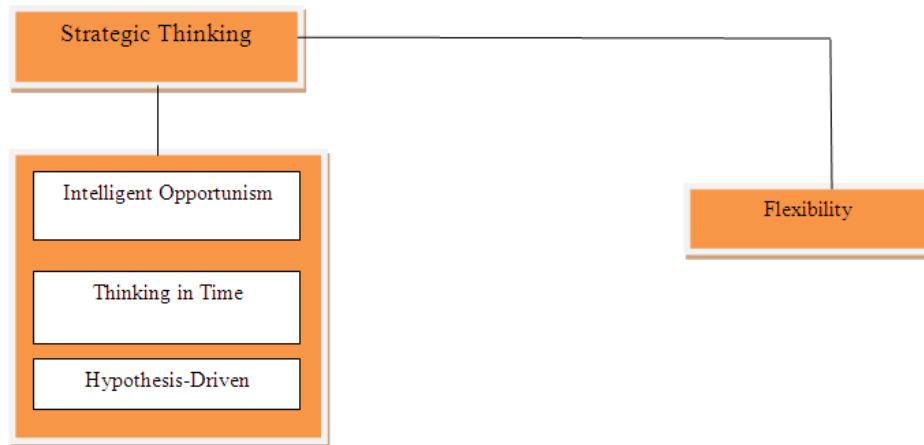 Strategic Thinking
Intelligent Opportunism
Flexibility
Thinking in Time
Hypothesis-Driven